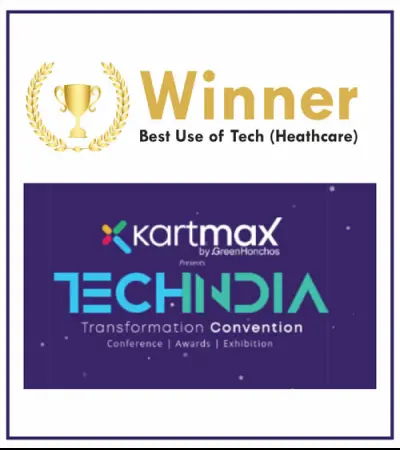 Winner
Best Use of Tech (Heathcare)
kartmax
by GreenHonchos
Presents
TECHINDIA
Transformation Convention
Conference | Awards | Exhibition